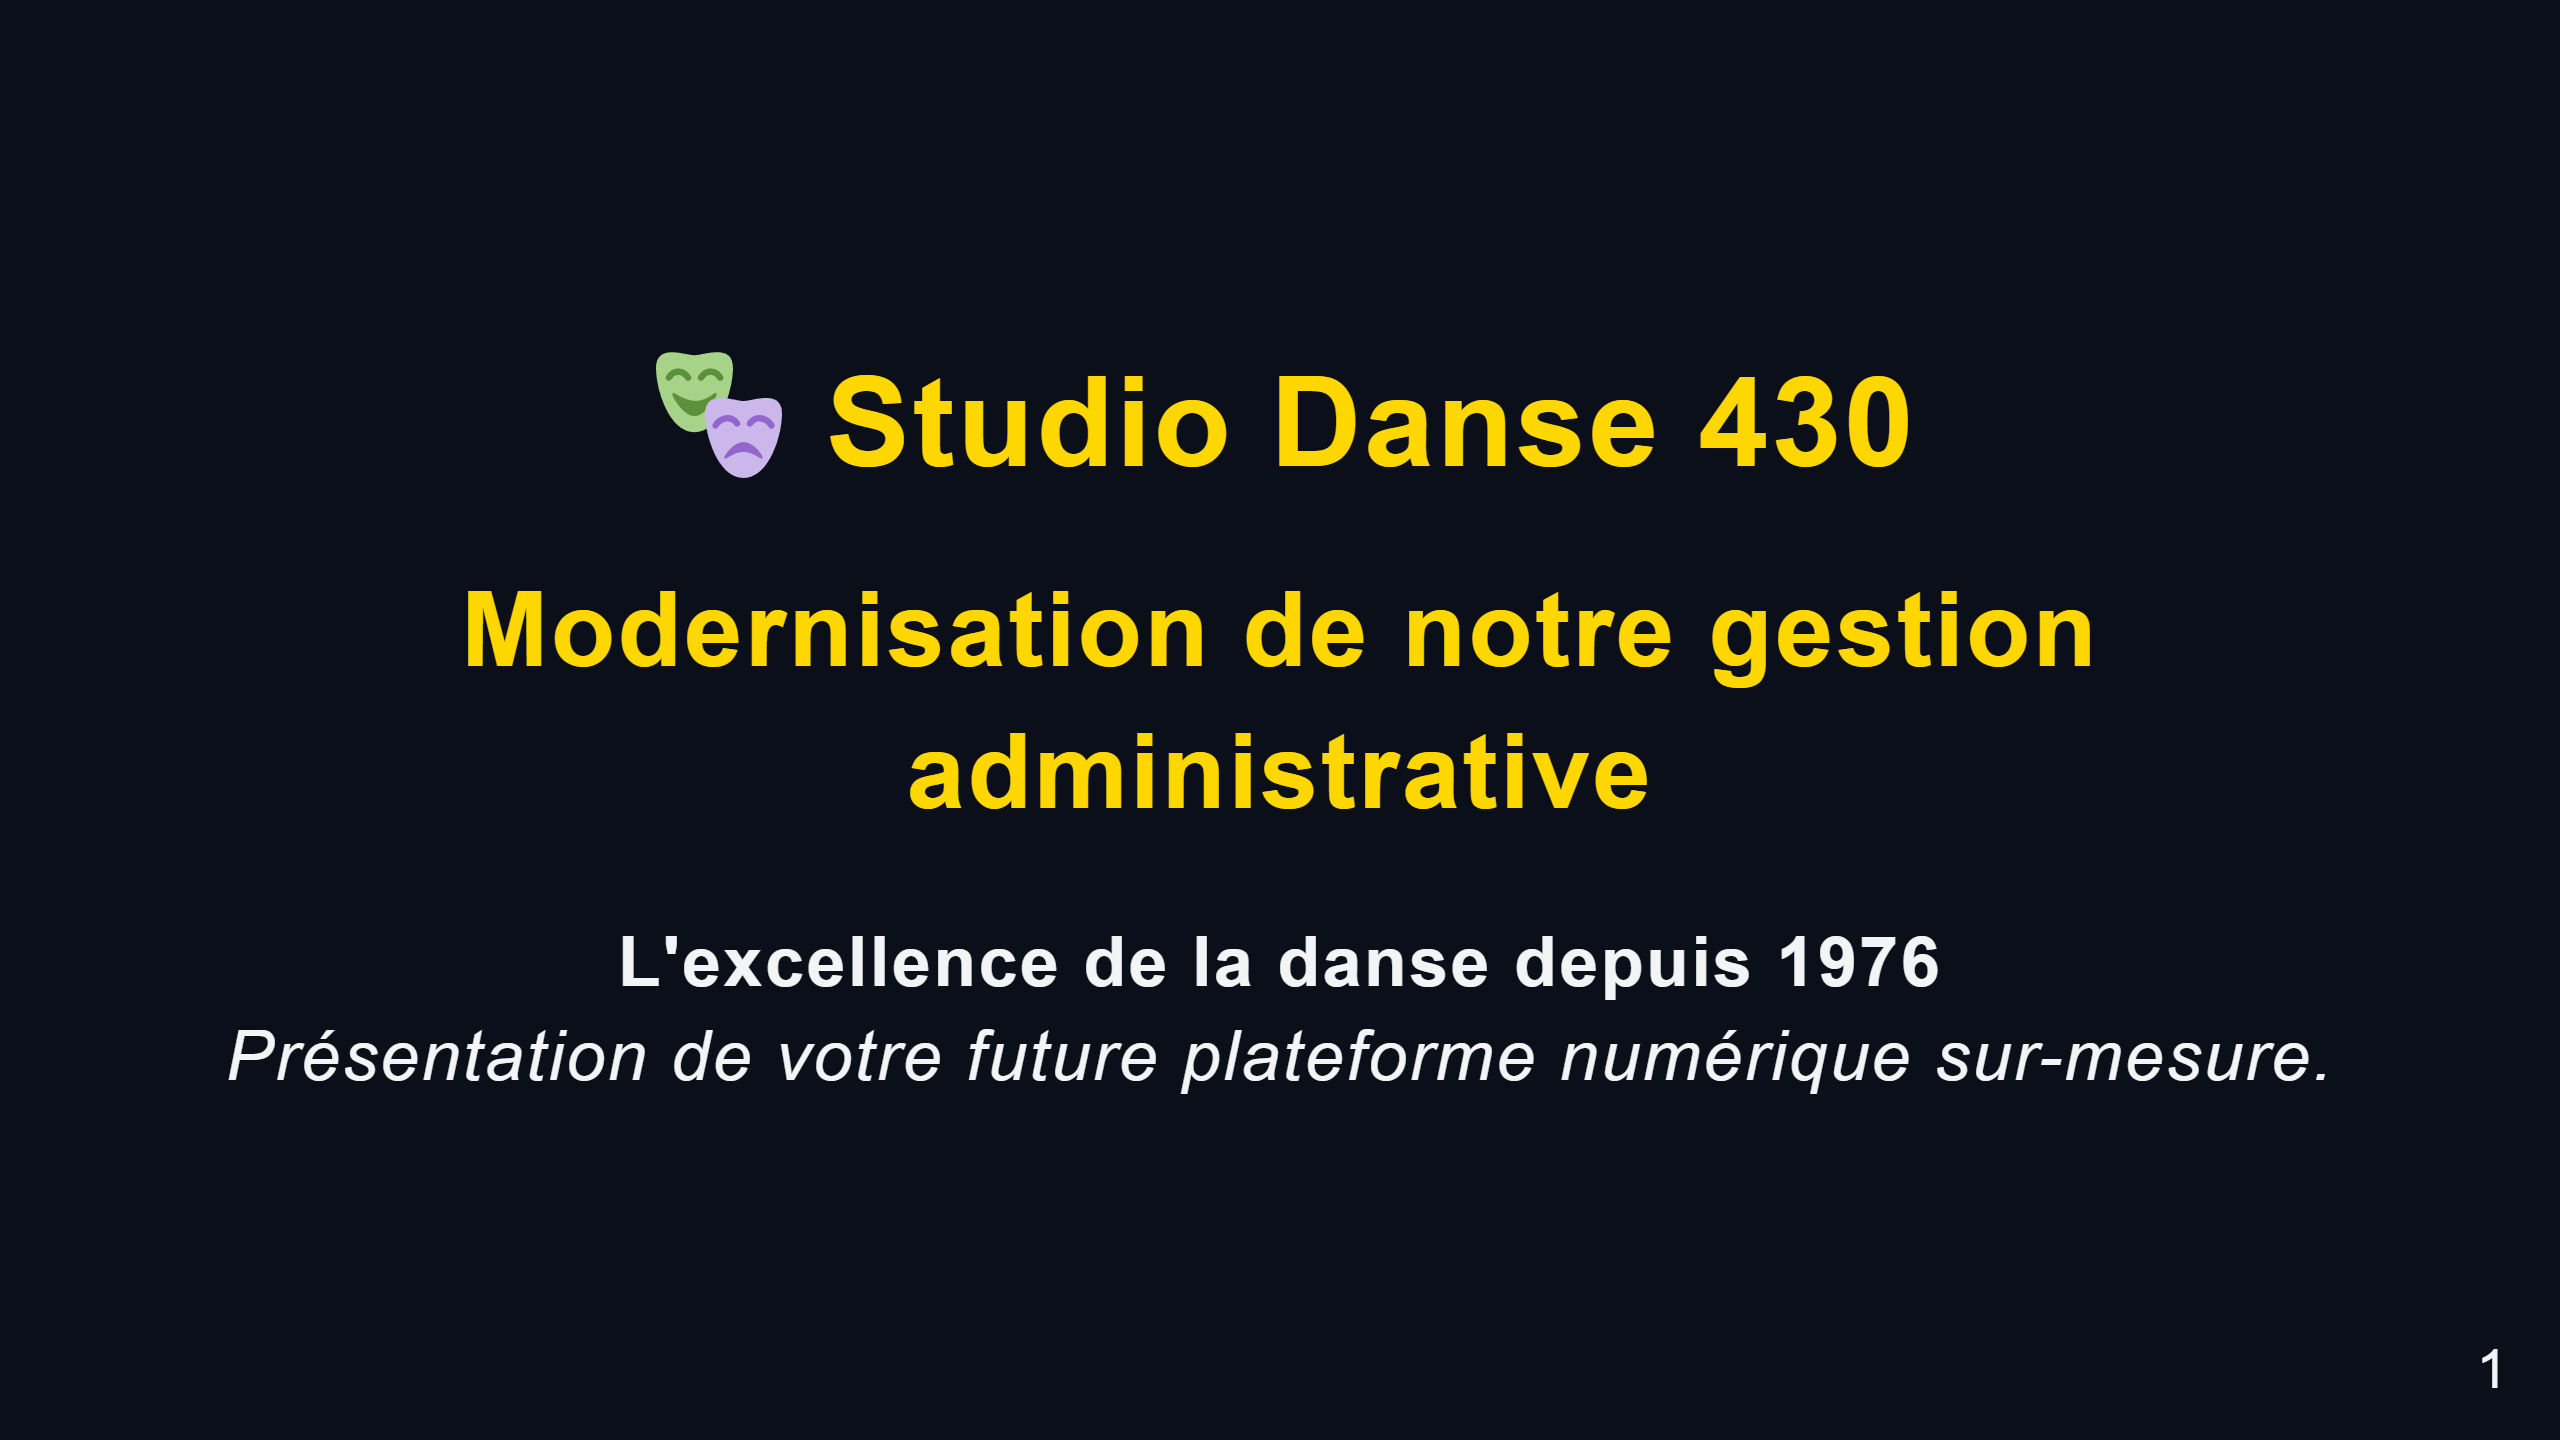 Studio Danse 430
Modernisation de notre gestion
administrative
L'excellence de la danse depuis 1976
Présentation de votre future plateforme numérique sur-mesure.
1